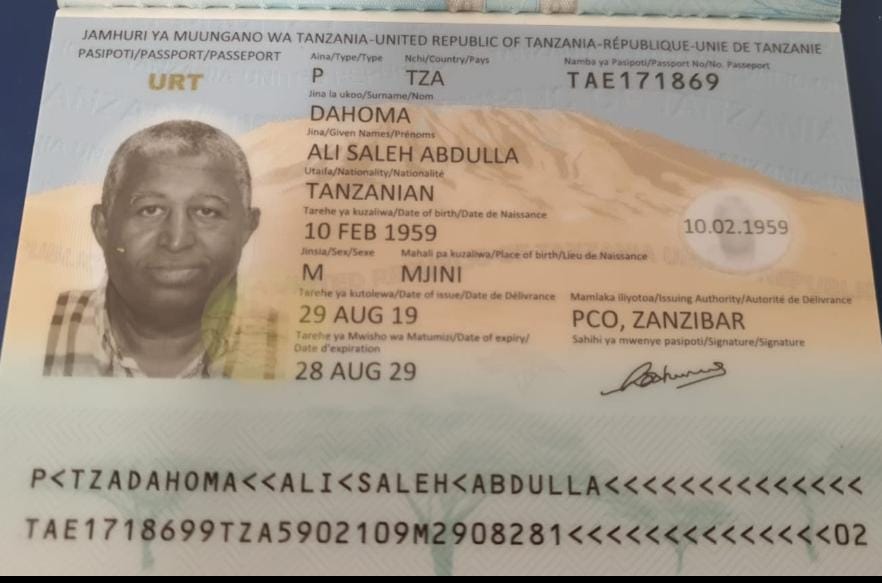 JAMHURI YA MUUNGANO WA TANZANIA-UNITED REPUBLIC OF TANZANIA-RÉPUBLIQUE-UNIE DE TANZANIE
PASIPOTI/PASSPORT/PASSEPORT
URT
Aina/Type/Type Nchi/Country/Pays Namba ya Pasipoti/Passport No/No. Passeport
P TZA TAE171869
Jina la ukoo/Surname/Nom
DAHOMA
Jina/Given Names/Prénoms
ALI SALEH ABDULLA
Utaifa/Nationality/Nationalité
TANZANIAN
Tarehe ya kuzaliwa/Date of birth/Date de Naissance
10 FEB 1959
10.02.1959
Jinsia/Sex/Sexe Mahali pa kuzaliwa/Place of birth/Lieu de Naissance
M MJINI
Tarehe ya kutolewa/Date of issue/Date de Délivrance Mamlaka iliyotoa/Issuing Authority/Autorité de Délivrance
29 AUG 19 PCO, ZANZIBAR
Tarehe ya Mwisho wa Matumizi/Date of expiry/ Sahihi ya mwenye pasipoti/Signature/Signature
Date d'expiration
28 AUG 29
P<TZADAHOMA<<ALI<SALEH<ABDULLA<<<<<<<<<<<<<<
TAE1718699TZA5902109M2908281<<<<<<<<<<<<<<02